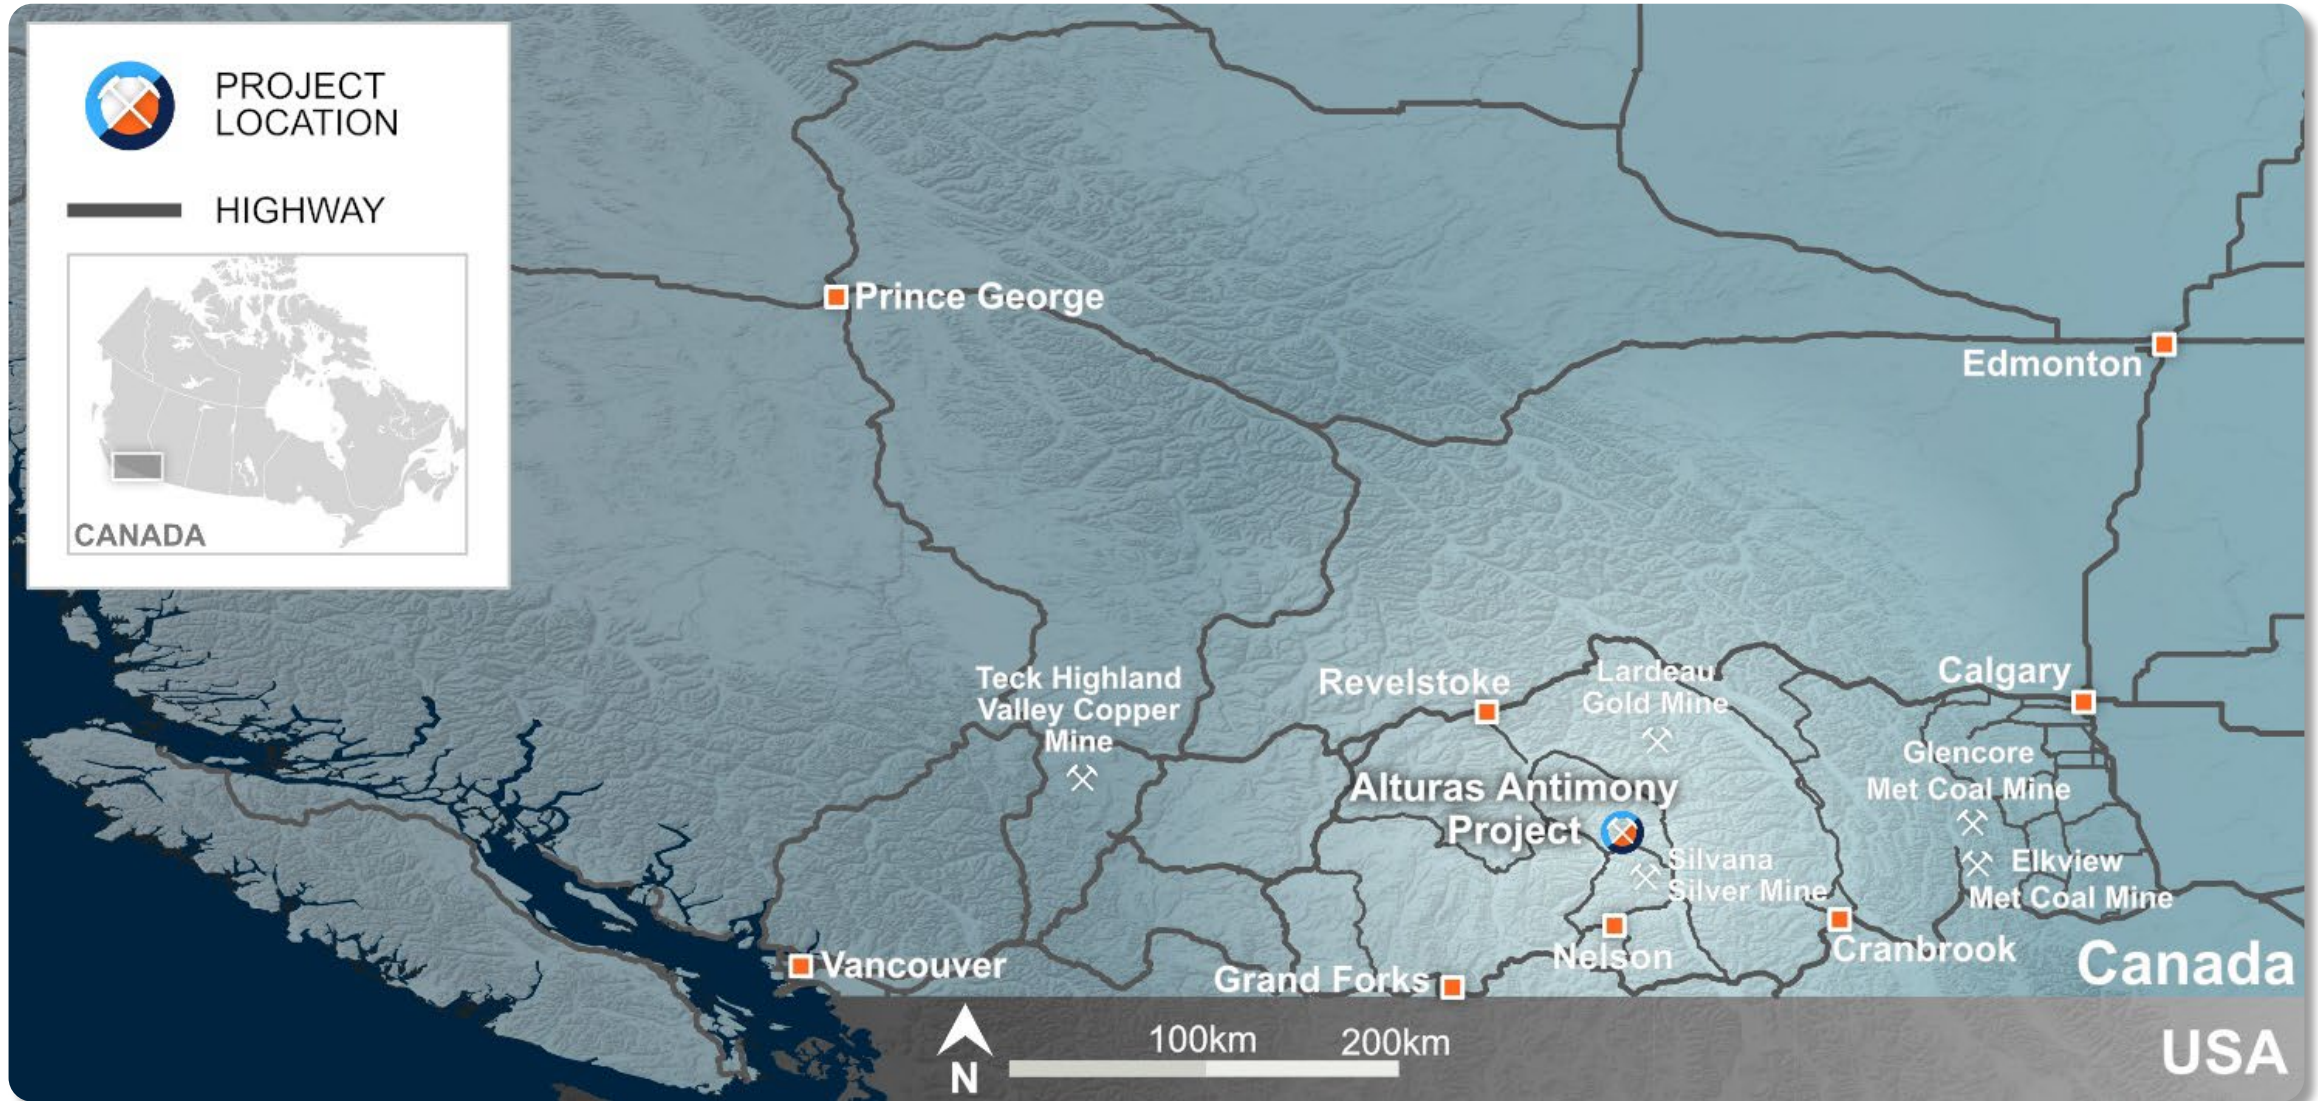 PROJECT
LOCATION
HIGHWAY
CANADA
Prince George
Edmonton
Teck Highland
Valley Copper
Mine
Revelstoke
Lardeau
Gold Mine
Calgary
Glencore
Met Coal Mine
Alturas Antimony
Project
Silvana
Silver Mine
Elkview
Met Coal Mine
Vancouver
Grand Forks
Nelson
Cranbrook
Canada
USA
N
100km
200km